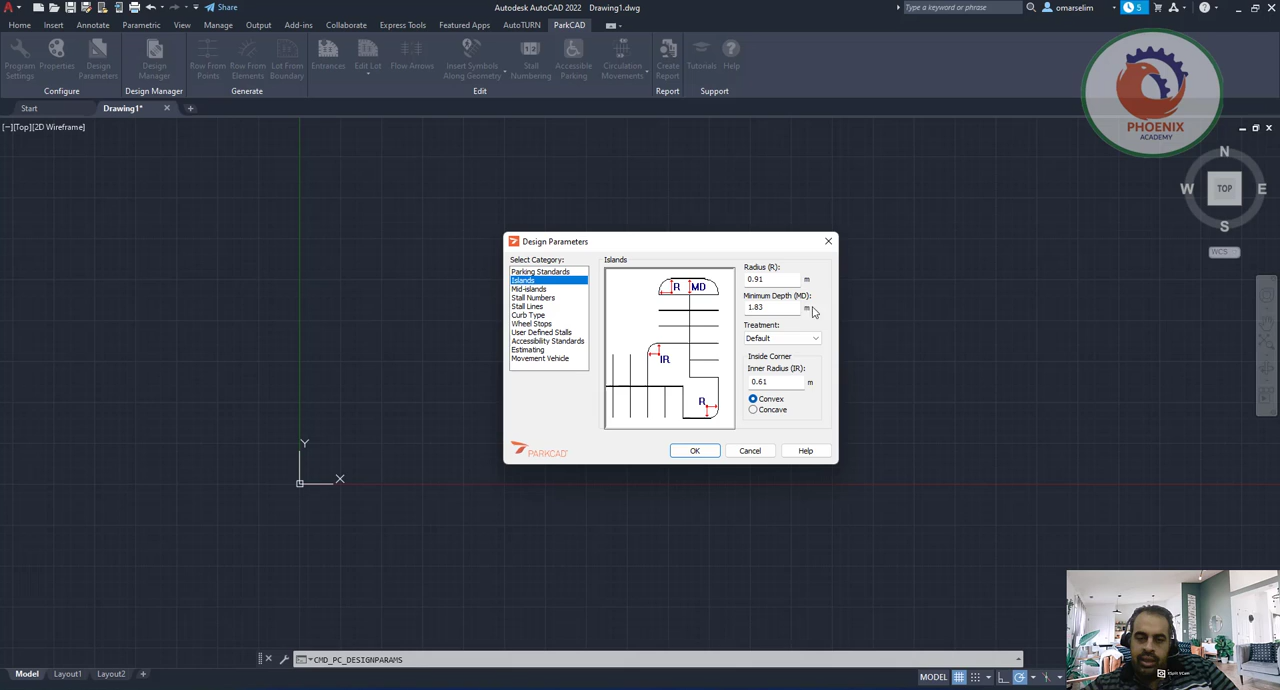 Share
Autodesk AutoCAD 2022 Drawing1.dwg
Type a keyword or phrase
omarselim
5
Home Insert Annotate Parametric View Manage Output Add-ins Collaborate Express Tools Featured Apps AutoTURN ParkCAD
Program Settings
Properties
Design Parameters
Design Manager
Row From Points
Row From Elements
Lot From Boundary
Entrances
Edit Lot
Flow Arrows
Insert Symbols Along Geometry
Stall Numbering
Accessible Parking
Circulation Movements
Create Report
Tutorials
Help
Configure Design Manager Generate Edit Report Support
Start Drawing1*
[−][Top][2D Wireframe]
PHOENIX
ACADEMY
N
W TOP E
S
WCS
Design Parameters
Select Category:
Parking Standards
Islands
Mid-islands
Stall Numbers
Stall Lines
Curb Type
Wheel Stops
User Defined Stalls
Accessibility Standards
Estimating
Movement Vehicle
Islands
R MD
IR
R
Radius (R):
0.91 m
Minimum Depth (MD):
1.83 m
Treatment:
Default
Inside Corner
Inner Radius (IR):
0.61 m
Convex
Concave
PARKCAD
OK Cancel Help
Y
X
CMD_PC_DESIGNPARAMS
Model Layout1 Layout2
MODEL